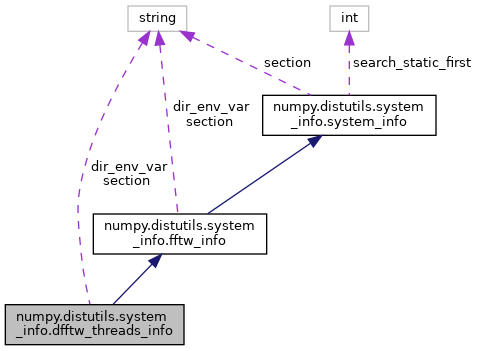 string
int
section
search_static_first
dir_env_var
section
numpy.distutils.system
_info.system_info
dir_env_var
section
numpy.distutils.system
_info.fftw_info
numpy.distutils.system
_info.dfftw_threads_info